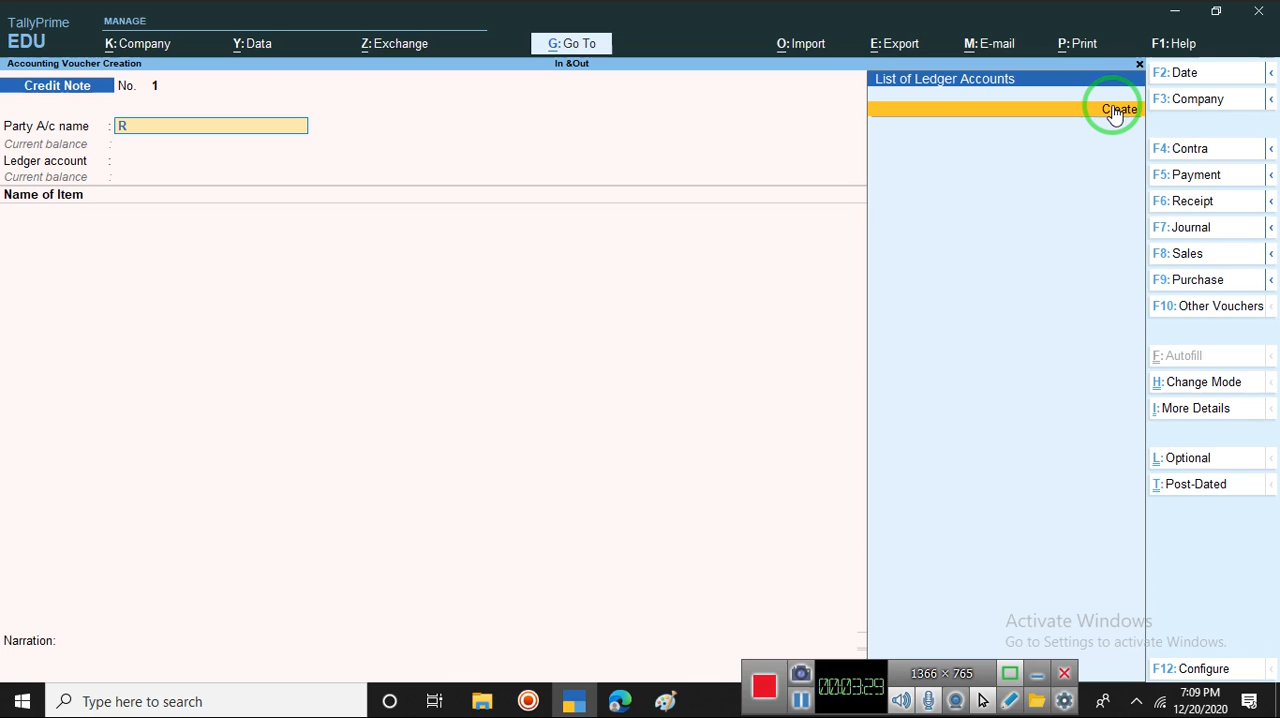 TallyPrime
EDU
MANAGE
K: Company
Y: Data
Z: Exchange
G: Go To
O: Import
E: Export
M: E-mail
P: Print
F1: Help
Accounting Voucher Creation
In &Out
Credit Note
No. 1
Party A/c name : R
Current balance :
Ledger account :
Current balance :
Name of Item
Narration:
List of Ledger Accounts
Create
F2: Date
F3: Company
F4: Contra
F5: Payment
F6: Receipt
F7: Journal
F8: Sales
F9: Purchase
F10: Other Vouchers
F: Autofill
H: Change Mode
I: More Details
L: Optional
T: Post-Dated
Activate Windows
Go to Settings to activate Windows.
F12: Configure
000:03:29
1366 × 765
Type here to search
7:09 PM
12/20/2020